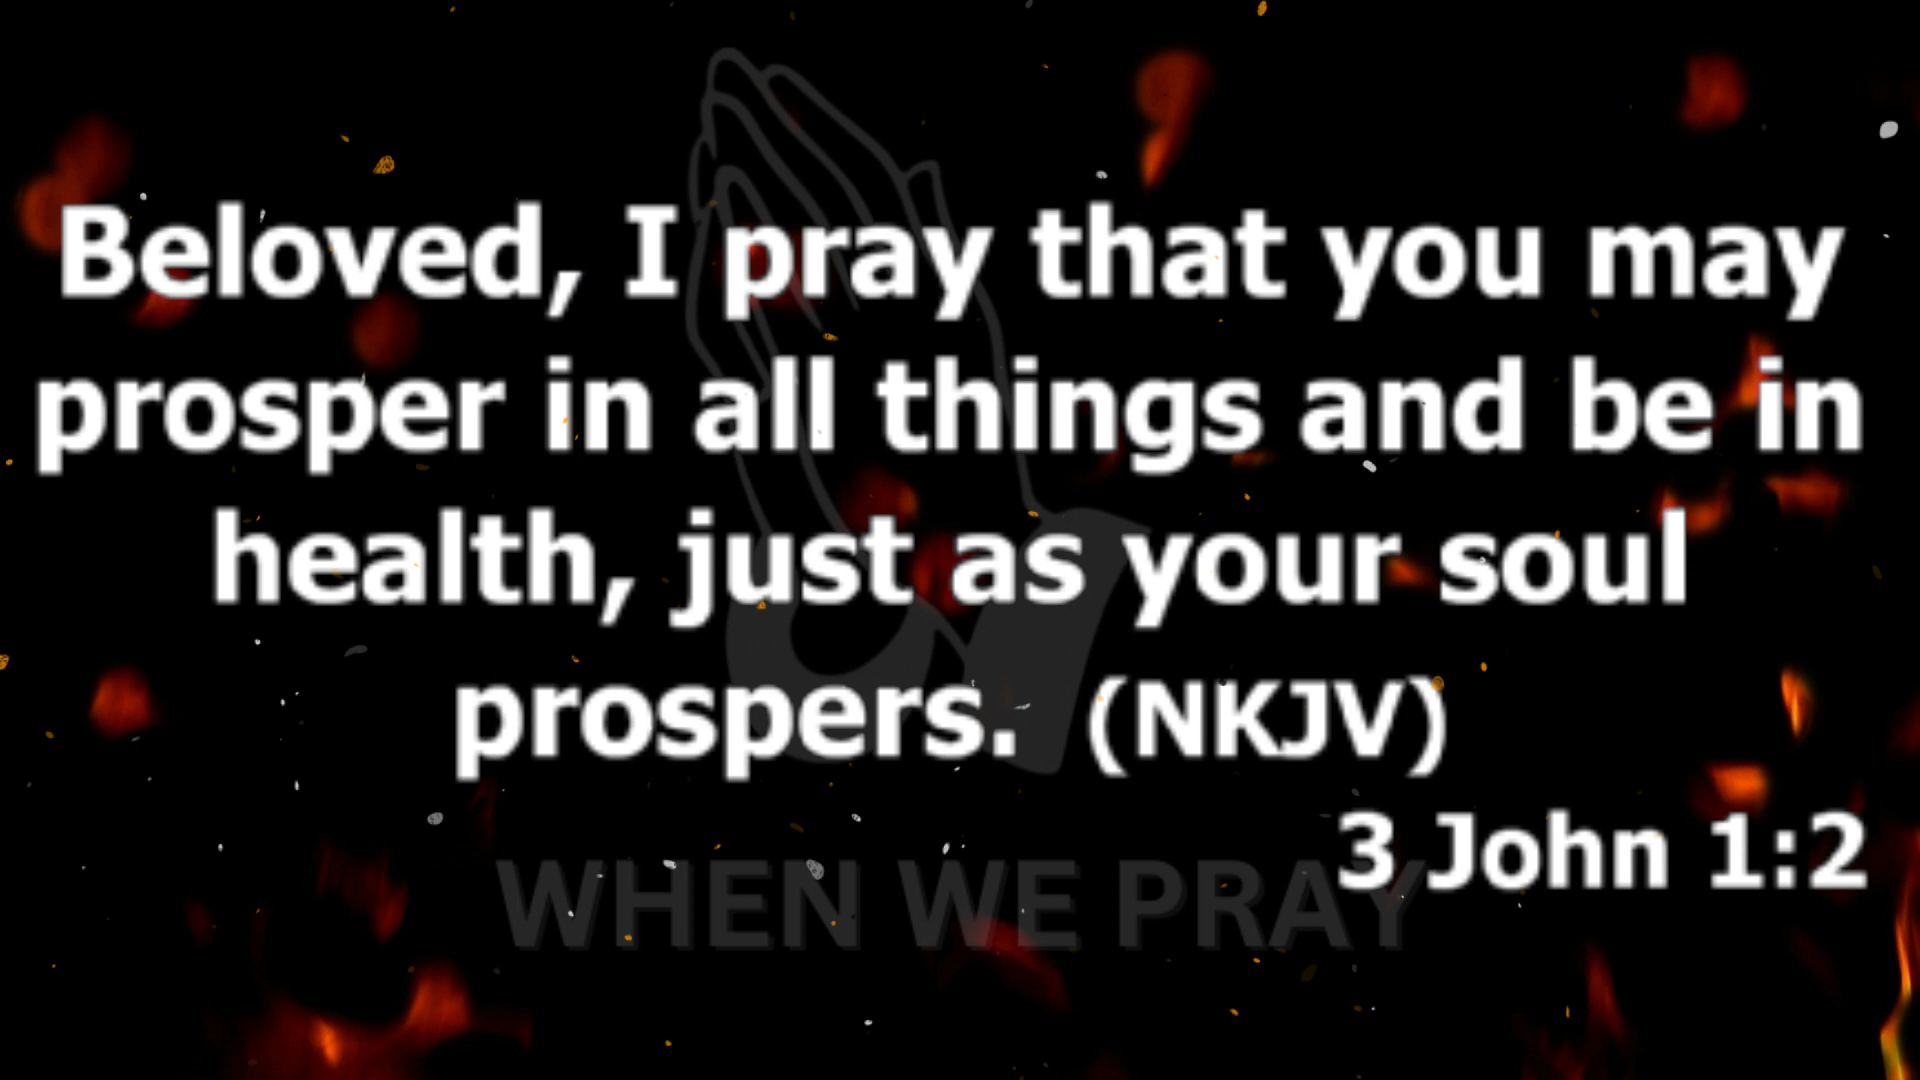 Beloved, I pray that you may
prosper in all things and be in
health, just as your soul
prospers. (NKJV)
3 John 1:2
WHEN WE PRAY